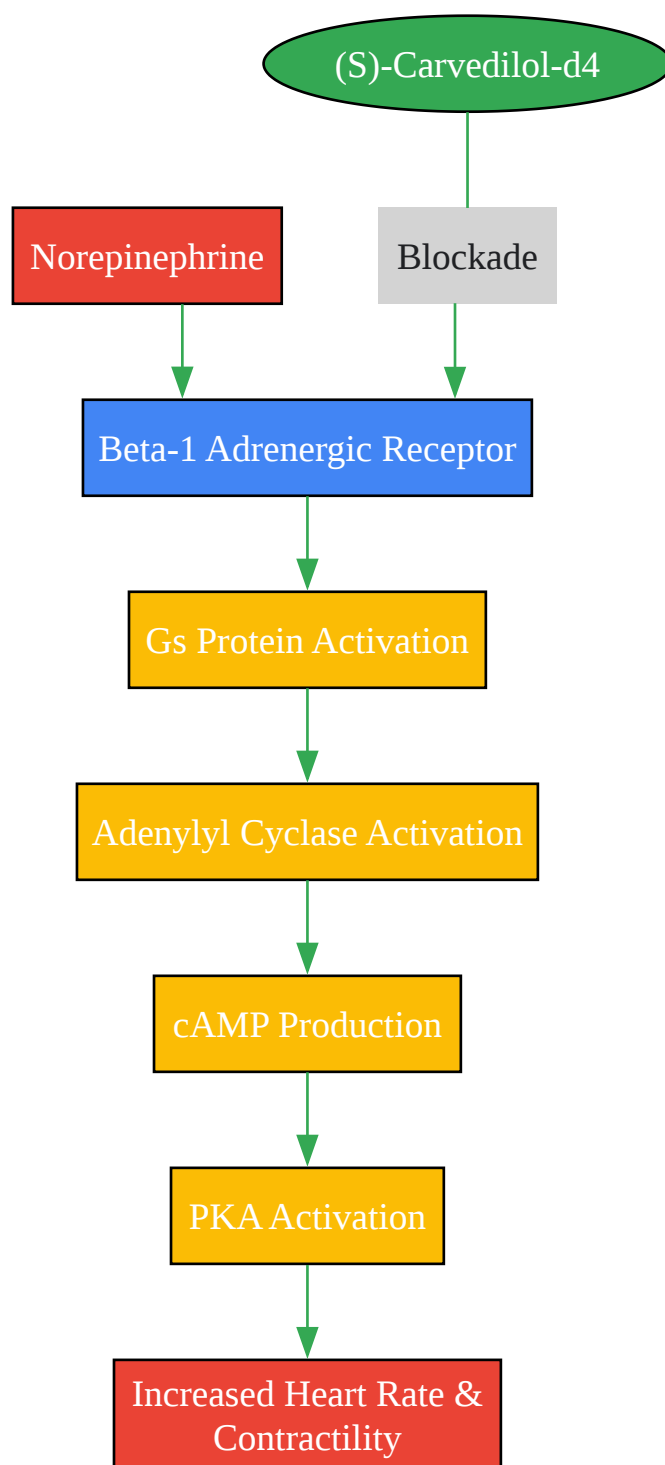 (S)-Carvedilol-d4
Norepinephrine
Blockade
Beta-1 Adrenergic Receptor
Gs Protein Activation
Adenylyl Cyclase Activation
cAMP Production
PKA Activation
Increased Heart Rate &
Contractility